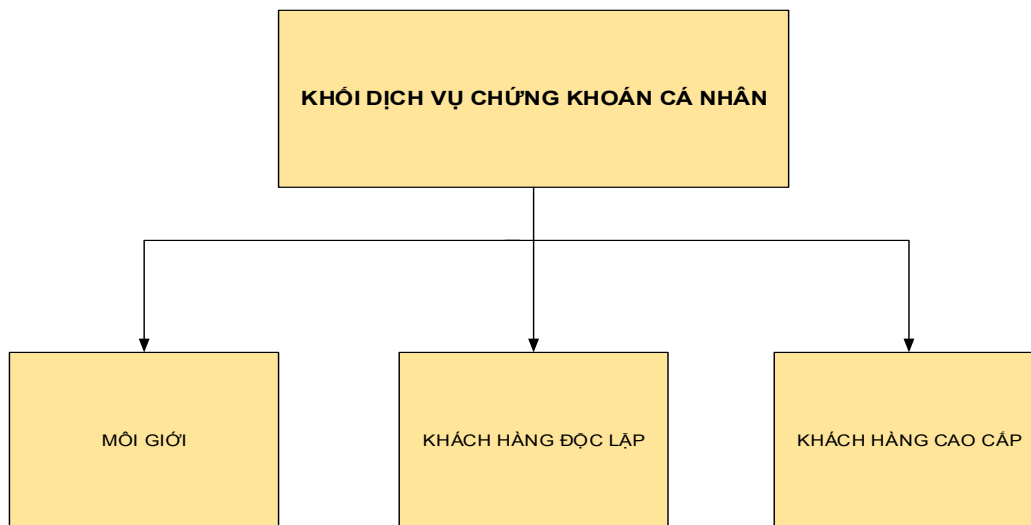 KHỐI DỊCH VỤ CHỨNG KHOÁN CÁ NHÂN
MÔI GIỚI
KHÁCH HÀNG ĐỘC LẬP
KHÁCH HÀNG CAO CẤP